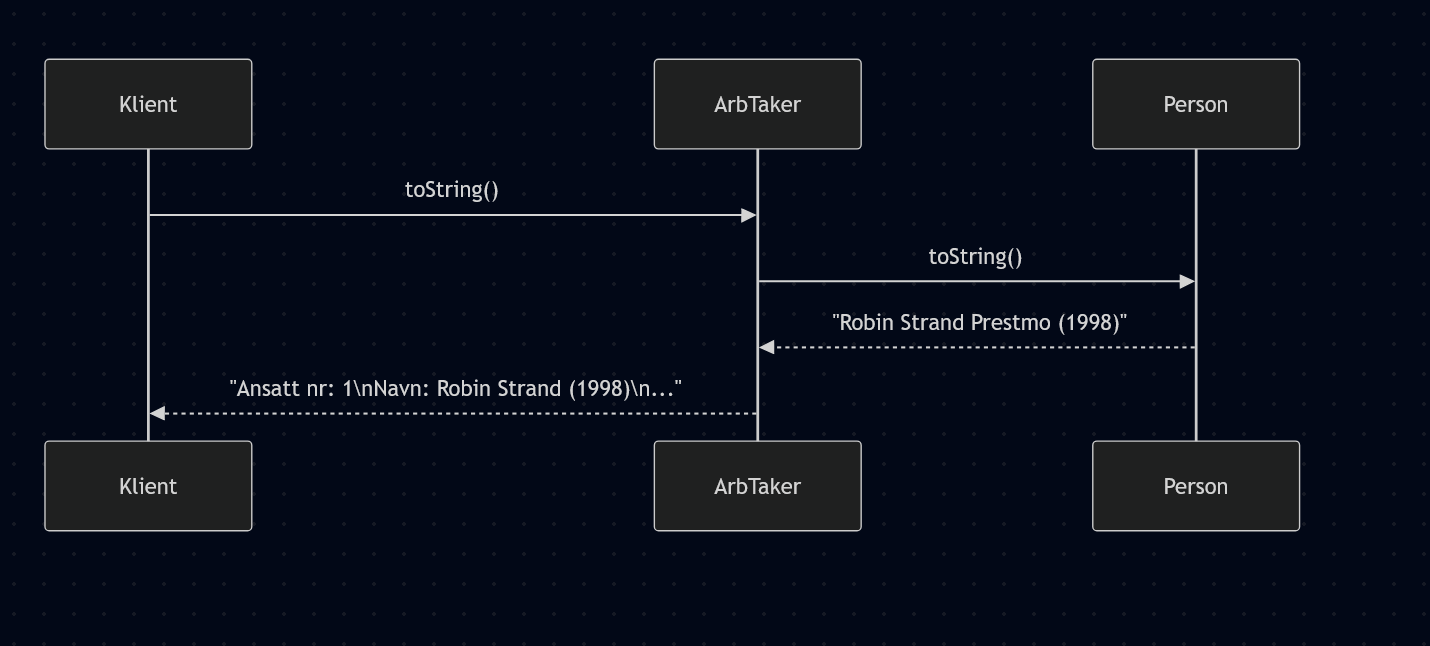 Klient
ArbTaker
Person
toString()
toString()
"Robin Strand Prestmo (1998)"
"Ansatt nr: 1\nNavn: Robin Strand (1998)\n..."
Klient
ArbTaker
Person